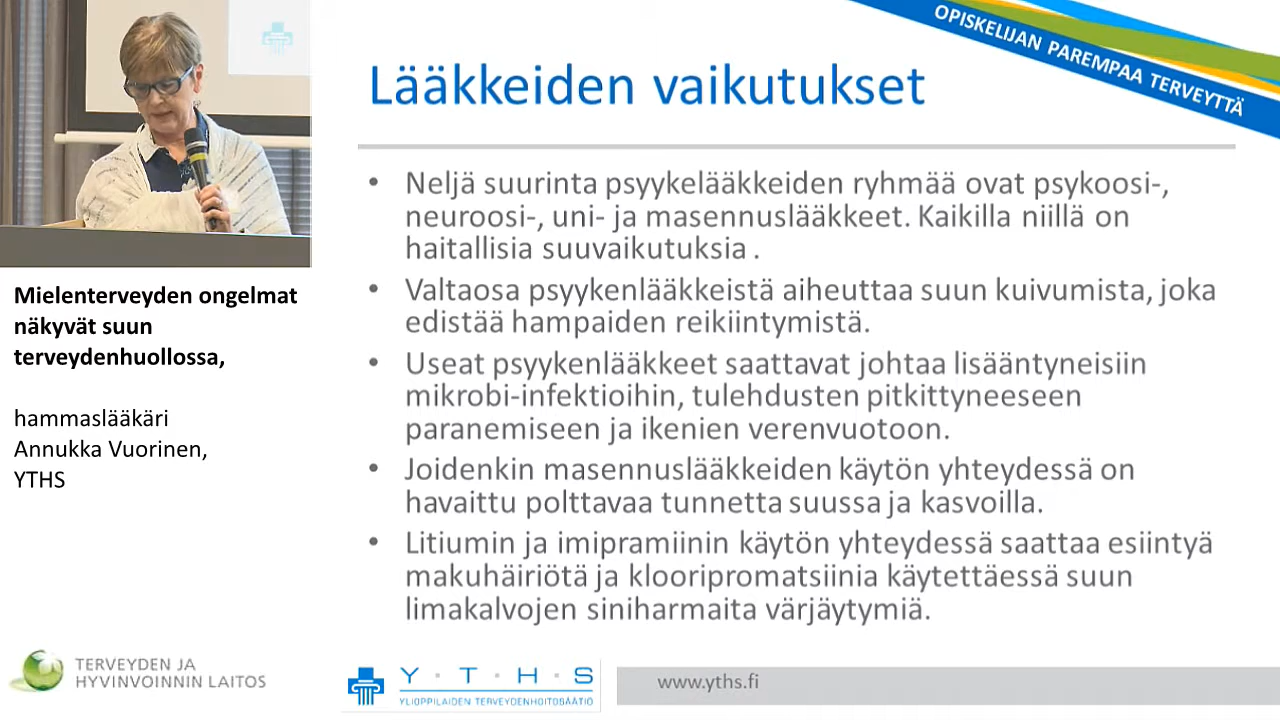 OPISKELIJAN PAREMPAA TERVEYTTÄ
Lääkkeiden vaikutukset
• Neljä suurinta psyykelääkkeiden ryhmää ovat psykoosi-,
neuroosi-, uni- ja masennuslääkkeet. Kaikilla niillä on
haitallisia suuvaikutuksia .
• Valtaosa psyykenlääkkeistä aiheuttaa suun kuivumista, joka
edistää hampaiden reikiintymistä.
• Useat psyykenlääkkeet saattavat johtaa lisääntyneisiin
mikrobi-infektioihin, tulehdusten pitkittyneeseen
paranemiseen ja ikenien verenvuotoon.
• Joidenkin masennuslääkkeiden käytön yhteydessä on
havaittu polttavaa tunnetta suussa ja kasvoilla.
• Litiumin ja imipramiinin käytön yhteydessä saattaa esiintyä
makuhäiriötä ja klooripromatsiinia käytettäessä suun
limakalvojen siniharmaita värjäytymiä.
Mielenterveyden ongelmat
näkyvät suun
terveydenhuollossa,
hammaslääkäri
Annukka Vuorinen,
YTHS
TERVEYDEN JA
HYVINVOINNIN LAITOS
Y · T · H · S
YLIOPPILAIDEN TERVEYDENHOITOSÄÄTIÖ
www.yths.fi